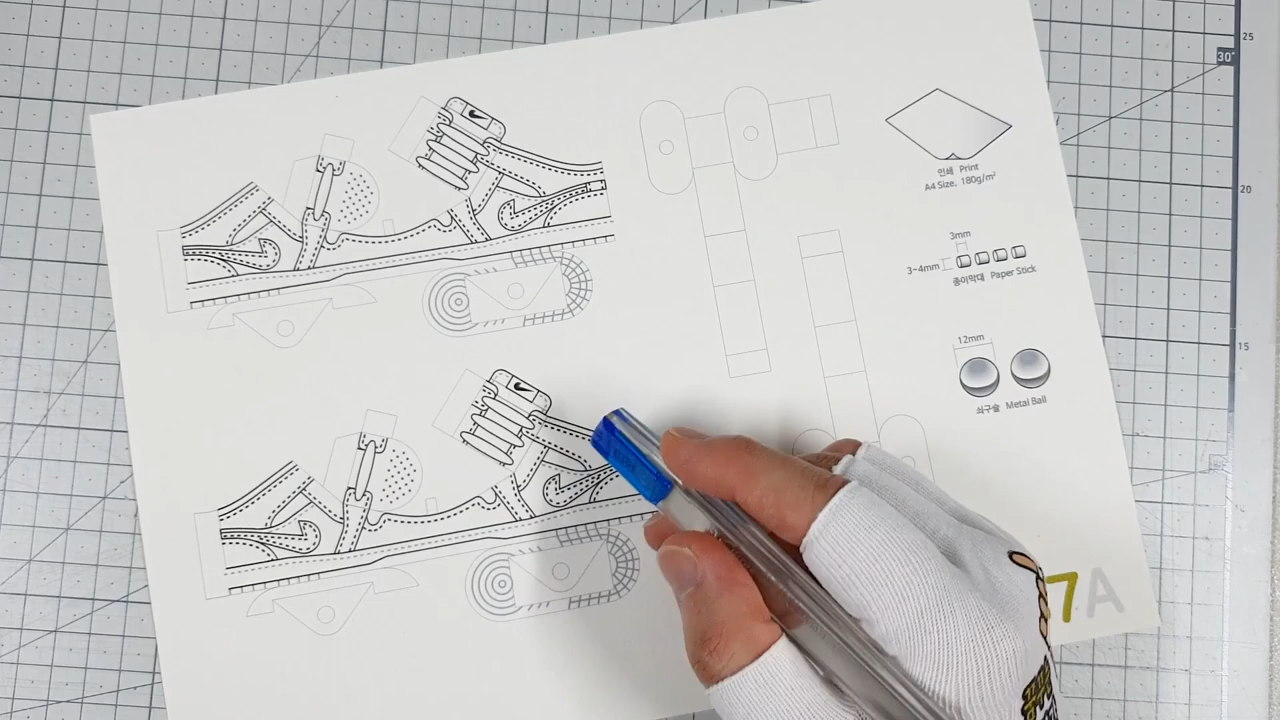 인쇄 Print
A4 Size, 180g/m²
3mm
3~4mm
종이막대 Paper Stick
12mm
쇠구슬 Metal Ball
7A
25
30°
20
15